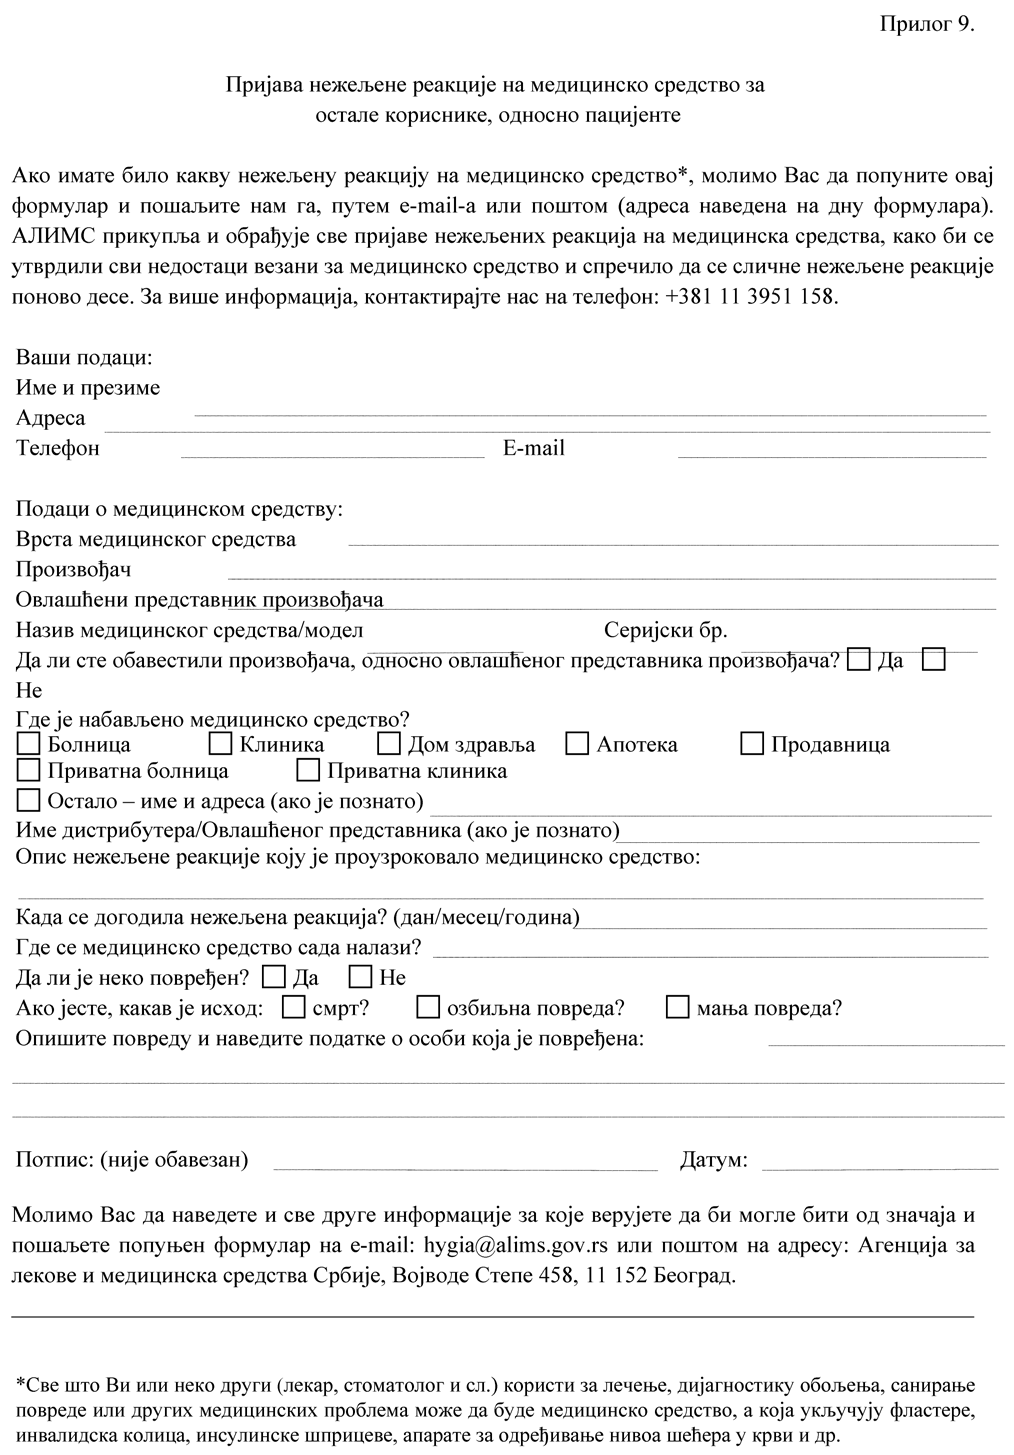 Прилог 9.
Пријава нежељене реакције на медицинско средство за
остале кориснике, односно пацијенте
Ако имате било какву нежељену реакцију на медицинско средство*, молимо Вас да попуните овај
формулар и пошаљите нам га, путем e-mail-а или поштом (адреса наведена на дну формулара).
АЛИМС прикупља и обрађује све пријаве нежељених реакција на медицинска средства, како би се
утврдили сви недостаци везани за медицинско средство и спречило да се сличне нежељене реакције
поново десе. За више информација, контактирајте нас на телефон: +381 11 3951 158.
Ваши подаци:
Име и презиме
Адреса
Телефон E-mail
Подаци о медицинском средству:
Врста медицинског средства
Произвођач
Овлашћени представник произвођача
Назив медицинског средства/модел Серијски бр.
Да ли сте обавестили произвођача, односно овлашћеног представника произвођача? Да
Не
Где је набављено медицинско средство?
Болница Клиника Дом здравља Апотека Продавница
Приватна болница Приватна клиника
Остало – име и адреса (ако је познато)
Име дистрибутера/Овлашћеног представника (ако је познато)
Опис нежељене реакције коју је проузроковало медицинско средство:
Када се догодила нежељена реакција? (дан/месец/година)
Где се медицинско средство сада налази?
Да ли је неко повређен? Да Не
Ако јесте, какав је исход: смрт? озбиљна повреда? мања повреда?
Опишите повреду и наведите податке о особи која је повређена:
Потпис: (није обавезан) Датум:
Молимо Вас да наведете и све друге информације за које верујете да би могле бити од значаја и
пошаљете попуњен формулар на e-mail: hygia@alims.gov.rs или поштом на адресу: Агенција за
лекове и медицинска средства Србије, Војводе Степе 458, 11 152 Београд.
*Све што Ви или неко други (лекар, стоматолог и сл.) користи за лечење, дијагностику обољења, санирање
повреде или других медицинских проблема може да буде медицинско средство, а која укључују фластере,
инвалидска колица, инсулинске шприцеве, апарате за одређивање нивоа шећера у крви и др.